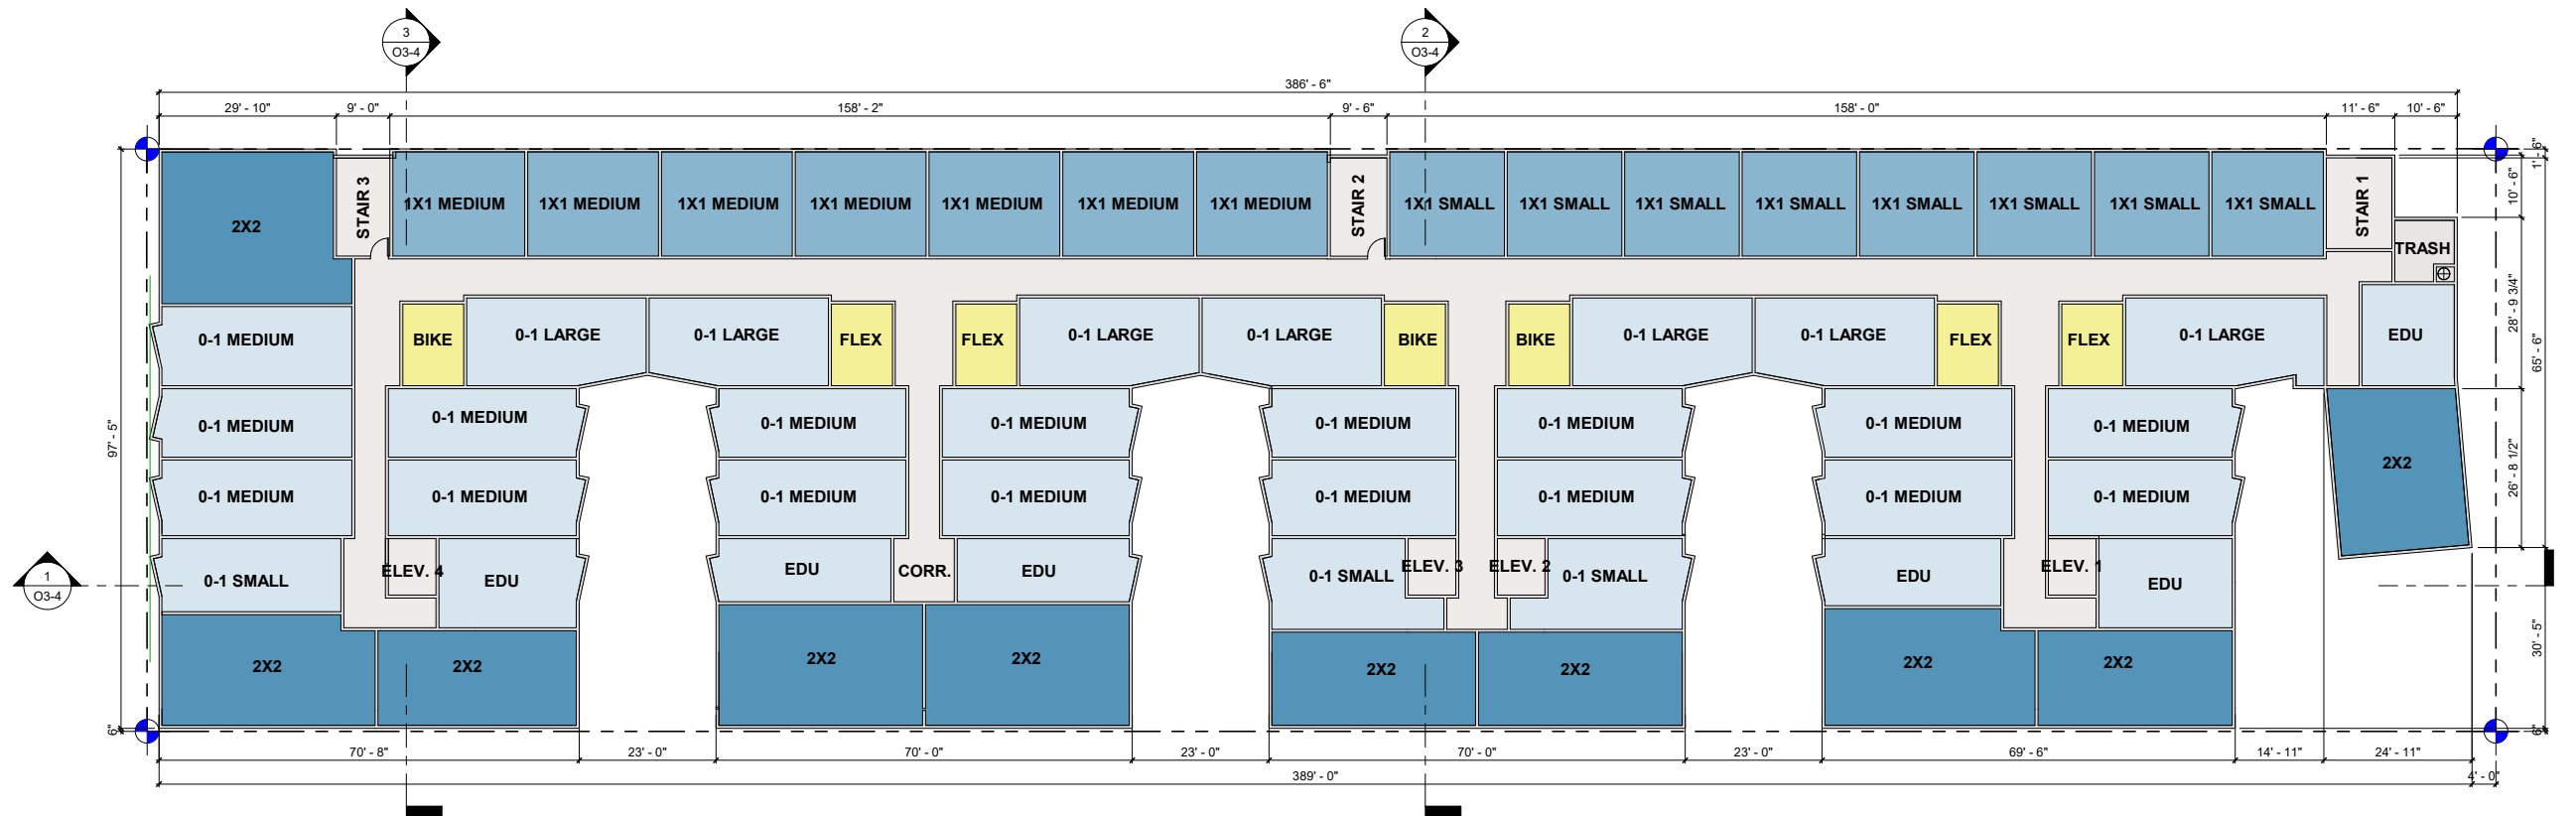 3
O3-4
2
O3-4
386' - 6"
29' - 10"
9' - 0"
158' - 2"
9' - 6"
158' - 0"
11' - 6"
10' - 6"
2X2
STAIR 3
1X1 MEDIUM
1X1 MEDIUM
1X1 MEDIUM
1X1 MEDIUM
1X1 MEDIUM
1X1 MEDIUM
1X1 MEDIUM
STAIR 2
1X1 SMALL
1X1 SMALL
1X1 SMALL
1X1 SMALL
1X1 SMALL
1X1 SMALL
1X1 SMALL
1X1 SMALL
STAIR 1
TRASH
1' - 6"
10' - 6"
28' - 9 3/4"
65' - 6"
0-1 MEDIUM
BIKE
0-1 LARGE
0-1 LARGE
FLEX
FLEX
0-1 LARGE
0-1 LARGE
BIKE
BIKE
0-1 LARGE
0-1 LARGE
FLEX
FLEX
0-1 LARGE
EDU
97' - 5"
0-1 MEDIUM
0-1 MEDIUM
0-1 MEDIUM
0-1 MEDIUM
0-1 MEDIUM
0-1 MEDIUM
0-1 MEDIUM
0-1 MEDIUM
2X2
26' - 8 1/2"
0-1 MEDIUM
0-1 MEDIUM
0-1 MEDIUM
0-1 MEDIUM
0-1 MEDIUM
0-1 MEDIUM
0-1 MEDIUM
0-1 MEDIUM
1
O3-4
0-1 SMALL
ELEV. 4
EDU
EDU
CORR.
EDU
0-1 SMALL
ELEV. 3
ELEV. 2
0-1 SMALL
EDU
ELEV. 1
EDU
2X2
2X2
2X2
2X2
2X2
2X2
2X2
2X2
30' - 5"
6"
6"
70' - 8"
23' - 0"
70' - 0"
23' - 0"
70' - 0"
23' - 0"
69' - 6"
14' - 11"
24' - 11"
389' - 0"
4' - 0"